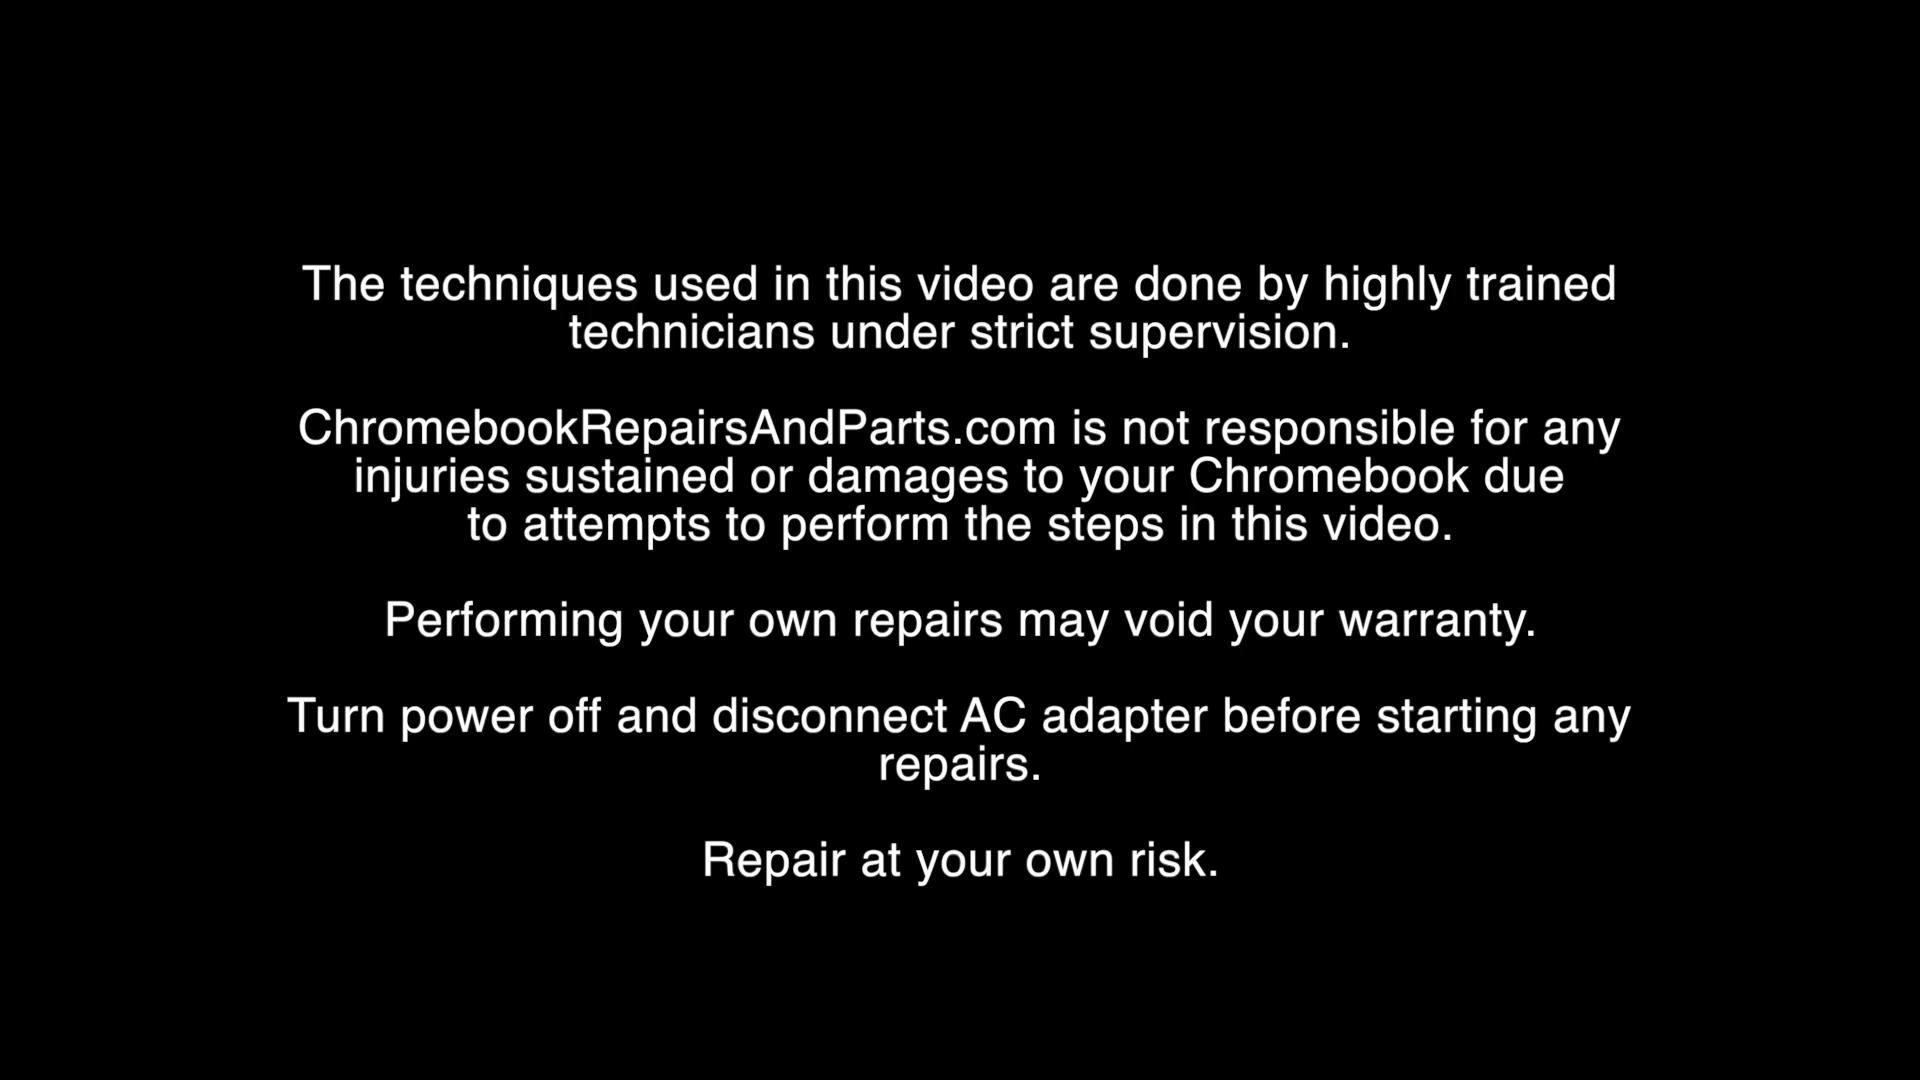 The techniques used in this video are done by highly trained
technicians under strict supervision.
ChromebookRepairsAndParts.com is not responsible for any
injuries sustained or damages to your Chromebook due
to attempts to perform the steps in this video.
Performing your own repairs may void your warranty.
Turn power off and disconnect AC adapter before starting any
repairs.
Repair at your own risk.